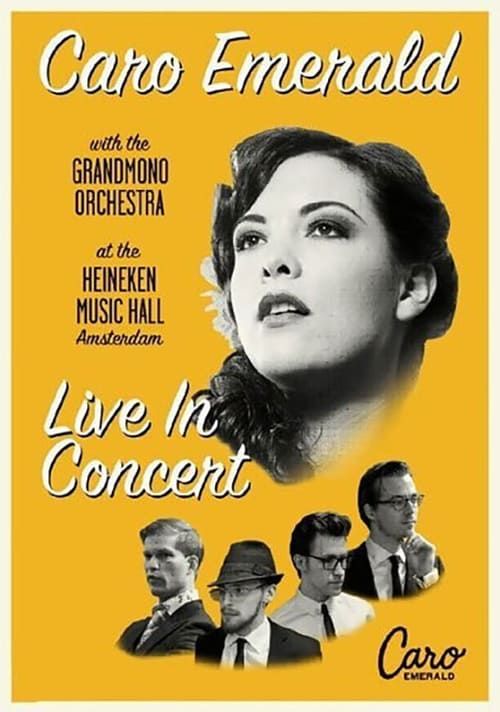 Caro Emerald
with the
GRANDMONO
ORCHESTRA
at the
HEINEKEN
MUSIC HALL
Amsterdam
Live In
Concert
Caro
EMERALD